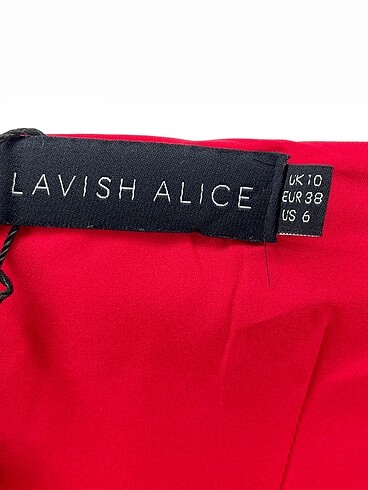 LAVISH ALICE
UK 10
EUR 38
US 6